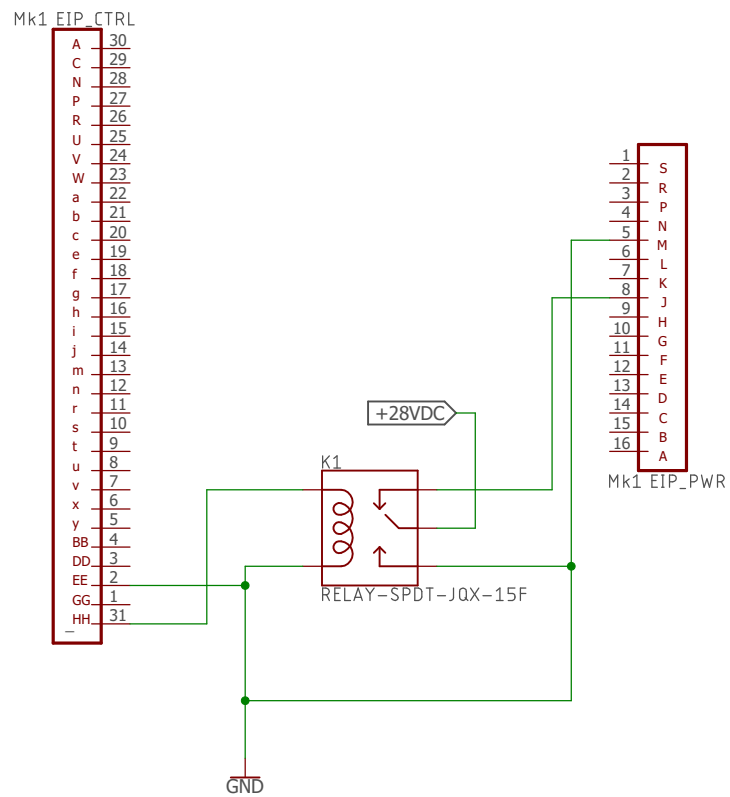 Mk1 EIP_CTRL
A 30
C 29
N 28
P 27
R 26
U 25
V 24
W 23
a 22
b 21
c 20
e 19
f 18
g 17
h 16
i 15
j 14
m 13
n 12
r 11
s 10
t 9
u 8
v 7
x 6
y 5
BB 4
DD 3
EE 2
GG 1
HH 31
_
1 S
2 R
3 P
4 N
5 M
6 L
7 K
8 J
9 H
10 G
11 F
12 E
13 D
14 C
15 B
16 A
Mk1 EIP_PWR
+28VDC
K1
RELAY-SPDT-JQX-15F
GND